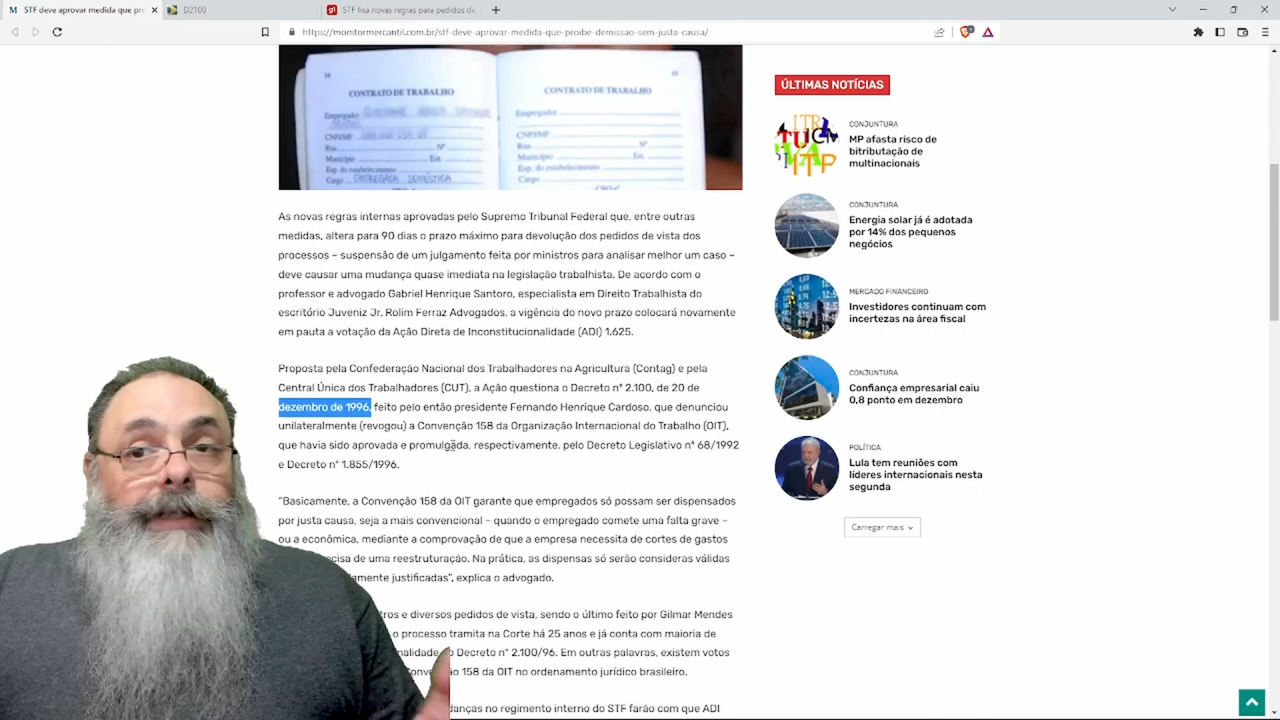 STF deve aprovar medida que pr
D2100
STF fixa novas regras para pedidos de
https://monitormercantil.com.br/stf-deve-aprovar-medida-que-proibe-demissao-sem-justa-causa/
CONTRATO DE TRABALHO
Empregador
CNPJ/MF
Rua Nº
Município Est.
Esp. do estabelecimento
Cargo EMPREGADA DOMÉSTICA
CONTRATO DE TRABALHO
Empregador
CNPJ/MF
Rua Nº
Município Est.
Esp. do estabelecimento
Cargo
As novas regras internas aprovadas pelo Supremo Tribunal Federal que, entre outras
medidas, altera para 90 dias o prazo máximo para devolução dos pedidos de vista dos
processos – suspensão de um julgamento feita por ministros para analisar melhor um caso –
deve causar uma mudança quase imediata na legislação trabalhista. De acordo com o
professor e advogado Gabriel Henrique Santoro, especialista em Direito Trabalhista do
escritório Juveniz Jr. Rolim Ferraz Advogados, a vigência do novo prazo colocará novamente
em pauta a votação da Ação Direta de Inconstitucionalidade (ADI) 1.625.
Proposta pela Confederação Nacional dos Trabalhadores na Agricultura (Contag) e pela
Central Única dos Trabalhadores (CUT), a Ação questiona o Decreto nº 2.100, de 20 de
dezembro de 1996, feito pelo então presidente Fernando Henrique Cardoso, que denunciou
unilateralmente (revogou) a Convenção 158 da Organização Internacional do Trabalho (OIT),
que havia sido aprovada e promulgada, respectivamente, pelo Decreto Legislativo nº 68/1992
e Decreto nº 1.855/1996.
"Basicamente, a Convenção 158 da OIT garante que empregados só possam ser dispensados
por justa causa, seja a mais convencional – quando o empregado comete uma falta grave –
ou a econômica, mediante a comprovação de que a empresa necessita de cortes de gastos
cisa de uma reestruturação. Na prática, as dispensas só serão consideras válidas
amente justificadas", explica o advogado.
tros e diversos pedidos de vista, sendo o último feito por Gilmar Mendes
o processo tramita na Corte há 25 anos e já conta com maioria de
nalidade do Decreto nº 2.100/96. Em outras palavras, existem votos
Convenção 158 da OIT no ordenamento jurídico brasileiro.
danças no regimento interno do STF farão com que ADI
ÚLTIMAS NOTÍCIAS
CONJUNTURA
MP afasta risco de
bitributação de
multinacionais
CONJUNTURA
Energia solar já é adotada
por 14% dos pequenos
negócios
MERCADO FINANCEIRO
Investidores continuam com
incertezas na área fiscal
CONJUNTURA
Confiança empresarial caiu
0,8 ponto em dezembro
POLÍTICA
Lula tem reuniões com
líderes internacionais nesta
segunda
Carregar mais